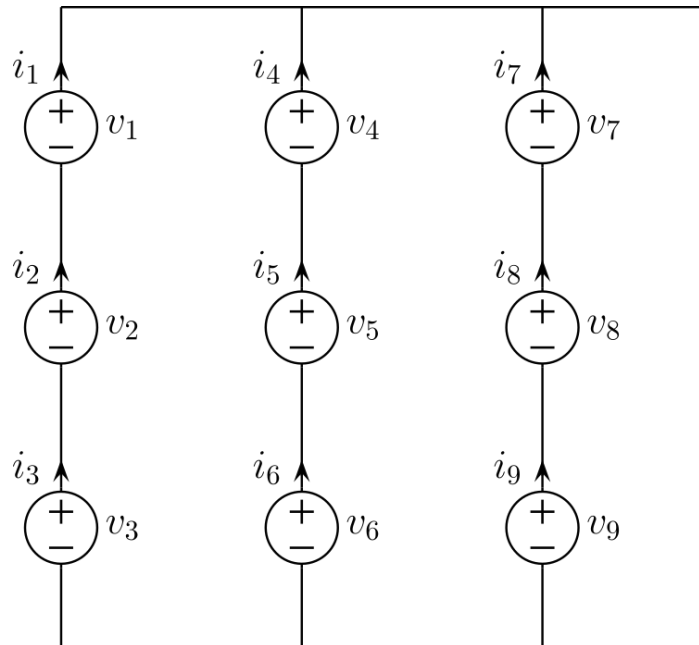 i₁ i₄ i₇
+ + +
v₁ v₄ v₇
− − −
i₂ i₅ i₈
+ + +
v₂ v₅ v₈
− − −
i₃ i₆ i₉
+ + +
v₃ v₆ v₉
− − −